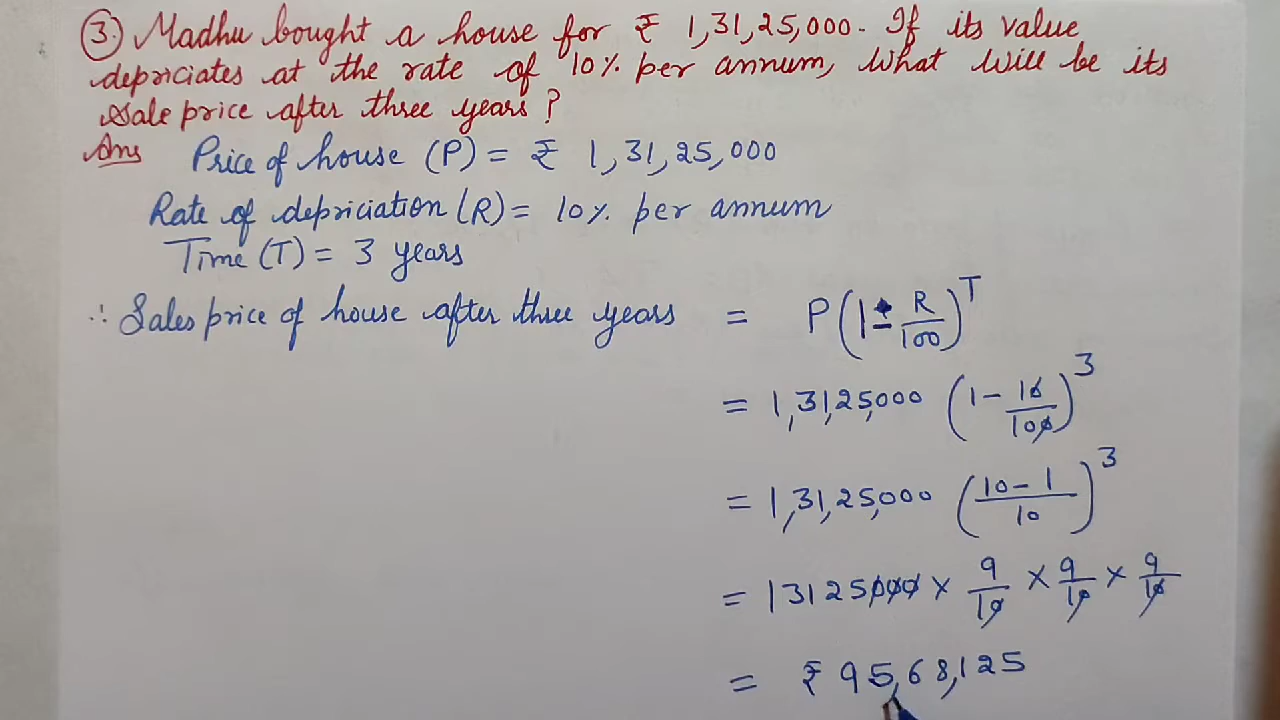 3. Madhu bought a house for ₹ 1,31,25,000. If its value
depriciates at the rate of 10% per annum, what will be its
sale price after three years?
Ans Price of house (P) = ₹ 1,31,25,000
Rate of depriciation (R) = 10% per annum
Time (T) = 3 years
∴ Sales price of house after three years = P(1 - R/100)^T
= 1,31,25,000 (1 - 10/100)^3
= 1,31,25,000 (10 - 1/10)^3
= 13125000 × 9/10 × 9/10 × 9/10
= ₹ 95,68,125